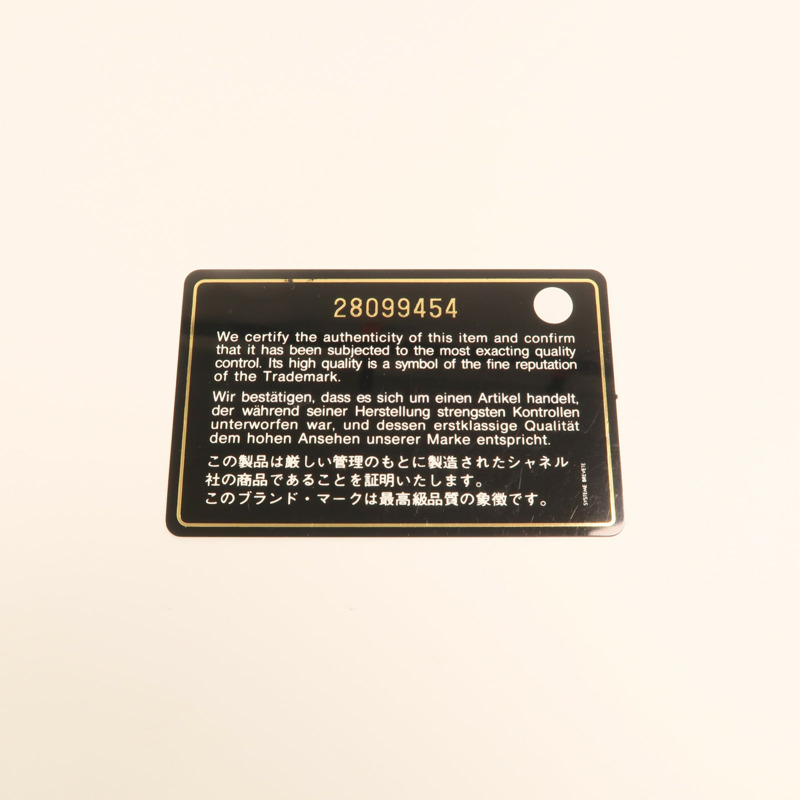 28099454
We certify the authenticity of this item and confirm
that it has been subjected to the most exacting quality
control. Its high quality is a symbol of the fine reputation
of the Trademark.
Wir bestätigen, dass es sich um einen Artikel handelt,
der während seiner Herstellung strengsten Kontrollen
unterworfen war, und dessen erstklassige Qualität
dem hohen Ansehen unserer Marke entspricht.
この製品は厳しい管理のもとに製造されたシャネル
社の商品であることを証明いたします。
このブランド・マークは最高級品質の象徴です。
SYSTEME BREVETE